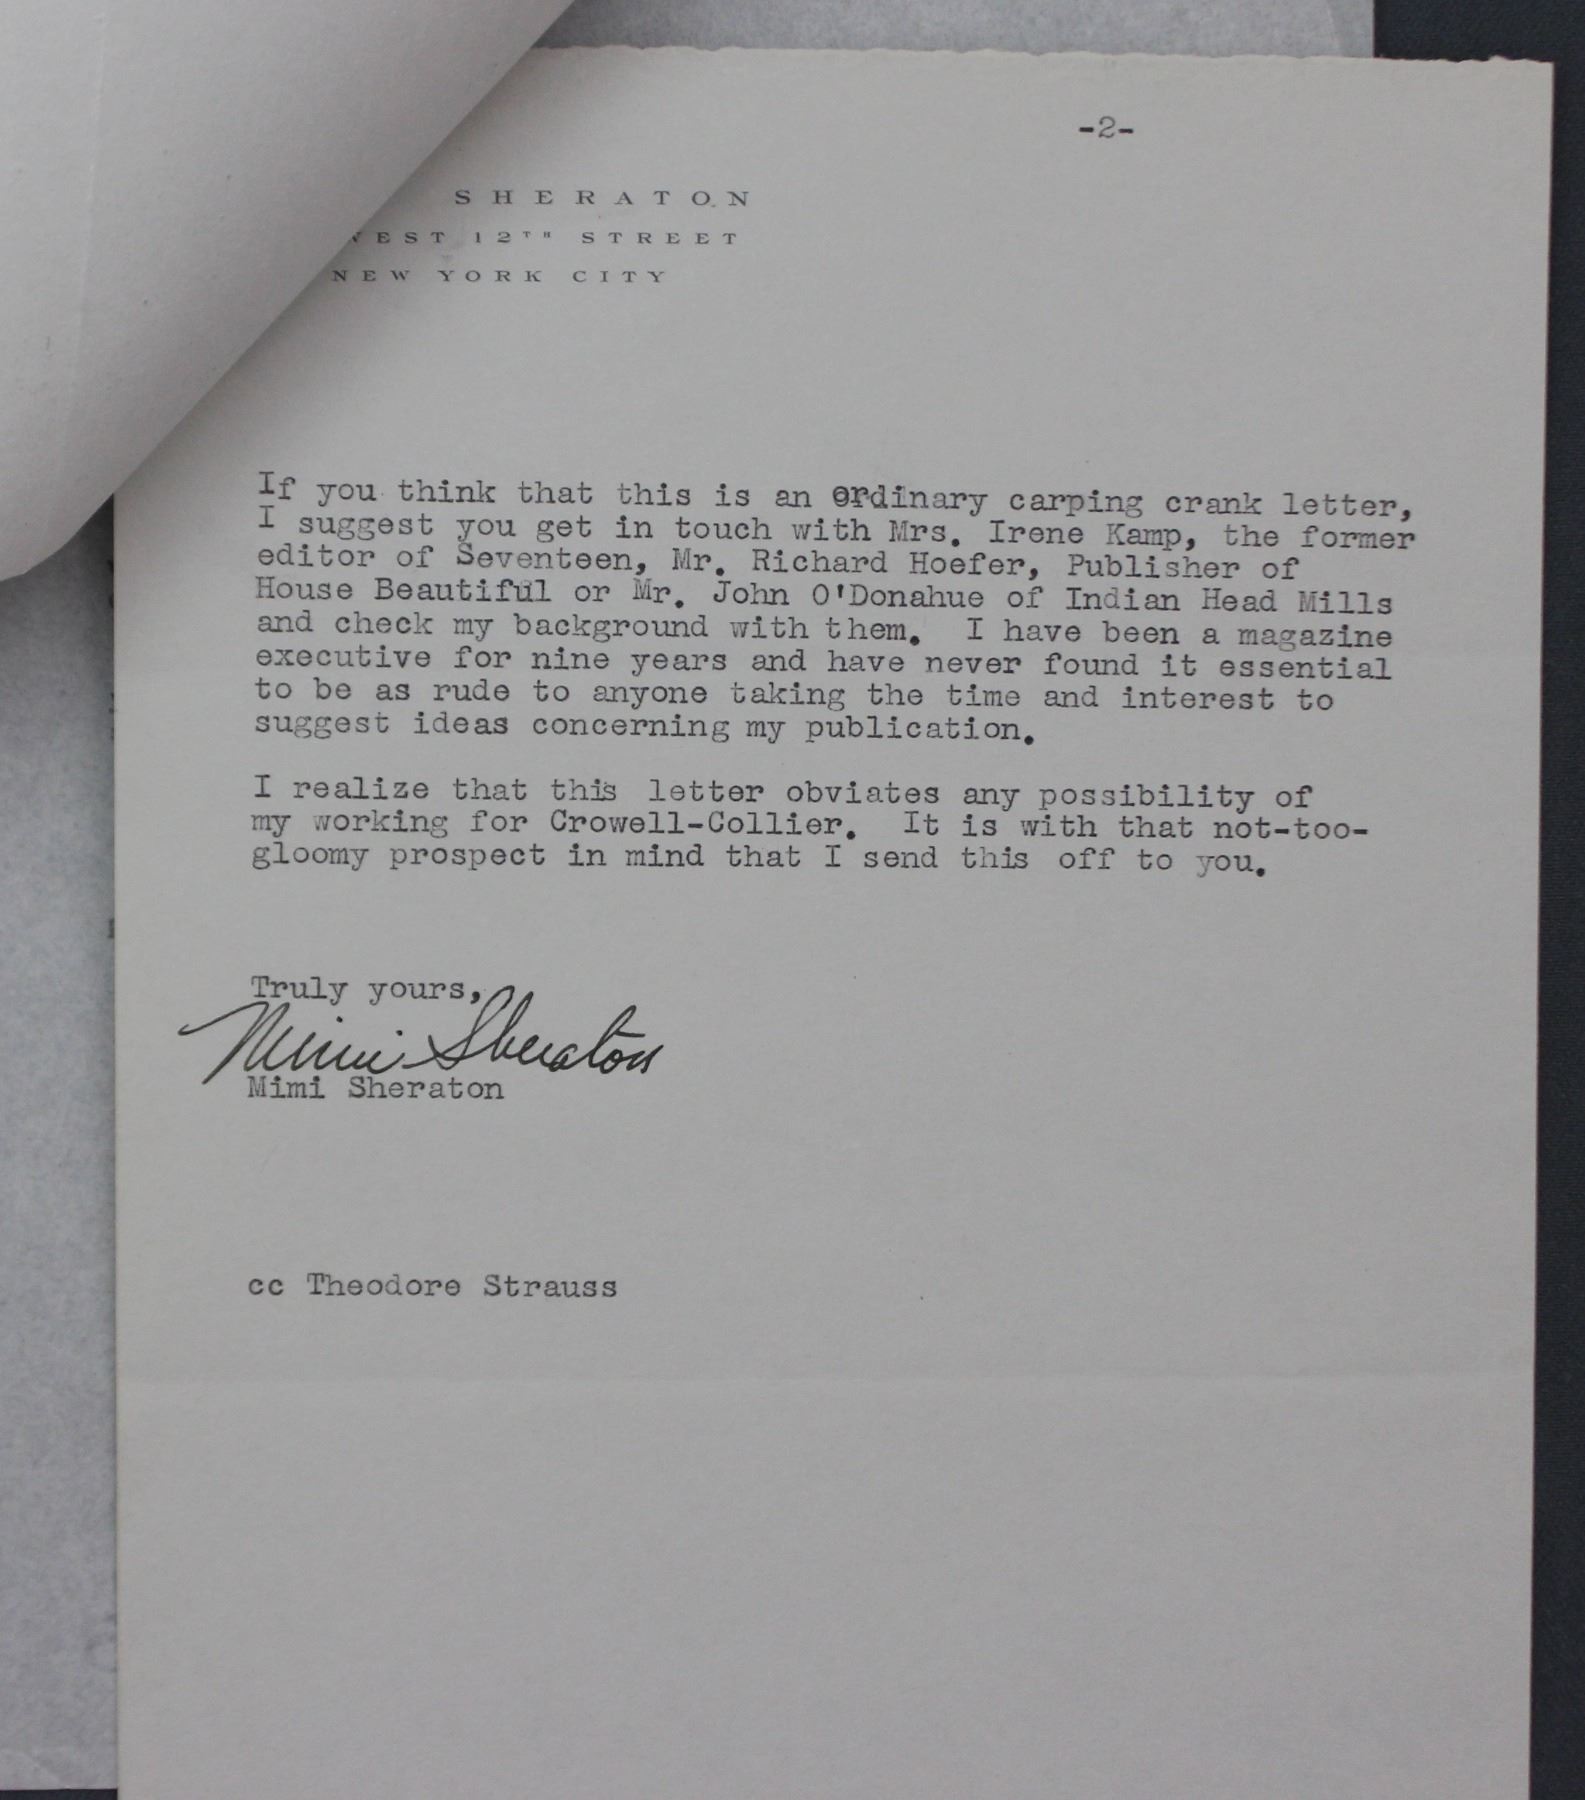 -2-
SHERATON
WEST 12TH STREET
NEW YORK CITY
If you think that this is an ordinary carping crank letter,
I suggest you get in touch with Mrs. Irene Kamp, the former
editor of Seventeen, Mr. Richard Hoefer, Publisher of
House Beautiful or Mr. John O'Donahue of Indian Head Mills
and check my background with them. I have been a magazine
executive for nine years and have never found it essential
to be as rude to anyone taking the time and interest to
suggest ideas concerning my publication.
I realize that this letter obviates any possibility of
my working for Crowell-Collier. It is with that not-too-
gloomy prospect in mind that I send this off to you.
Truly yours,
Mimi Sheraton
Mimi Sheraton
cc Theodore Strauss